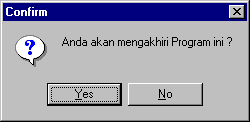 Confirm
Anda akan mengakhiri Program ini ?
Yes
No